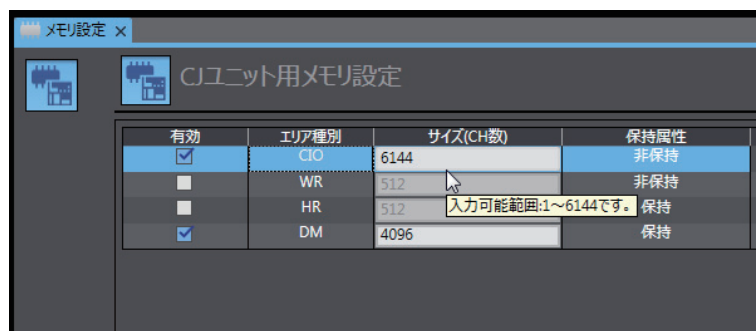 メモリ設定 ×
CJユニット用メモリ設定
有効 エリア種別 サイズ(CH数) 保持属性
CIO 6144 非保持
WR 512 非保持
HR 512 保持
入力可能範囲:1～6144です。
DM 4096 保持